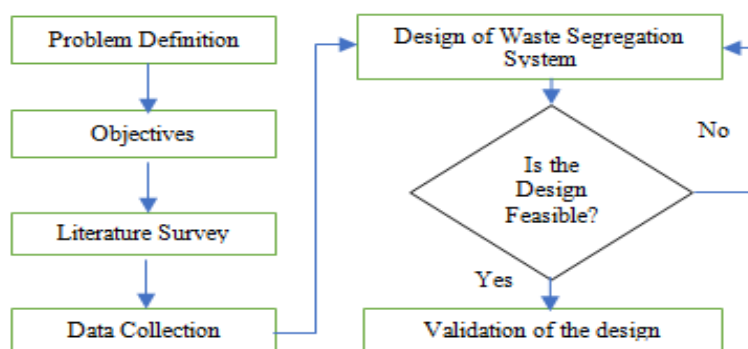 Problem Definition
Objectives
Literature Survey
Data Collection
Design of Waste Segregation
System
Is the
Design
Feasible?
No
Yes
Validation of the design